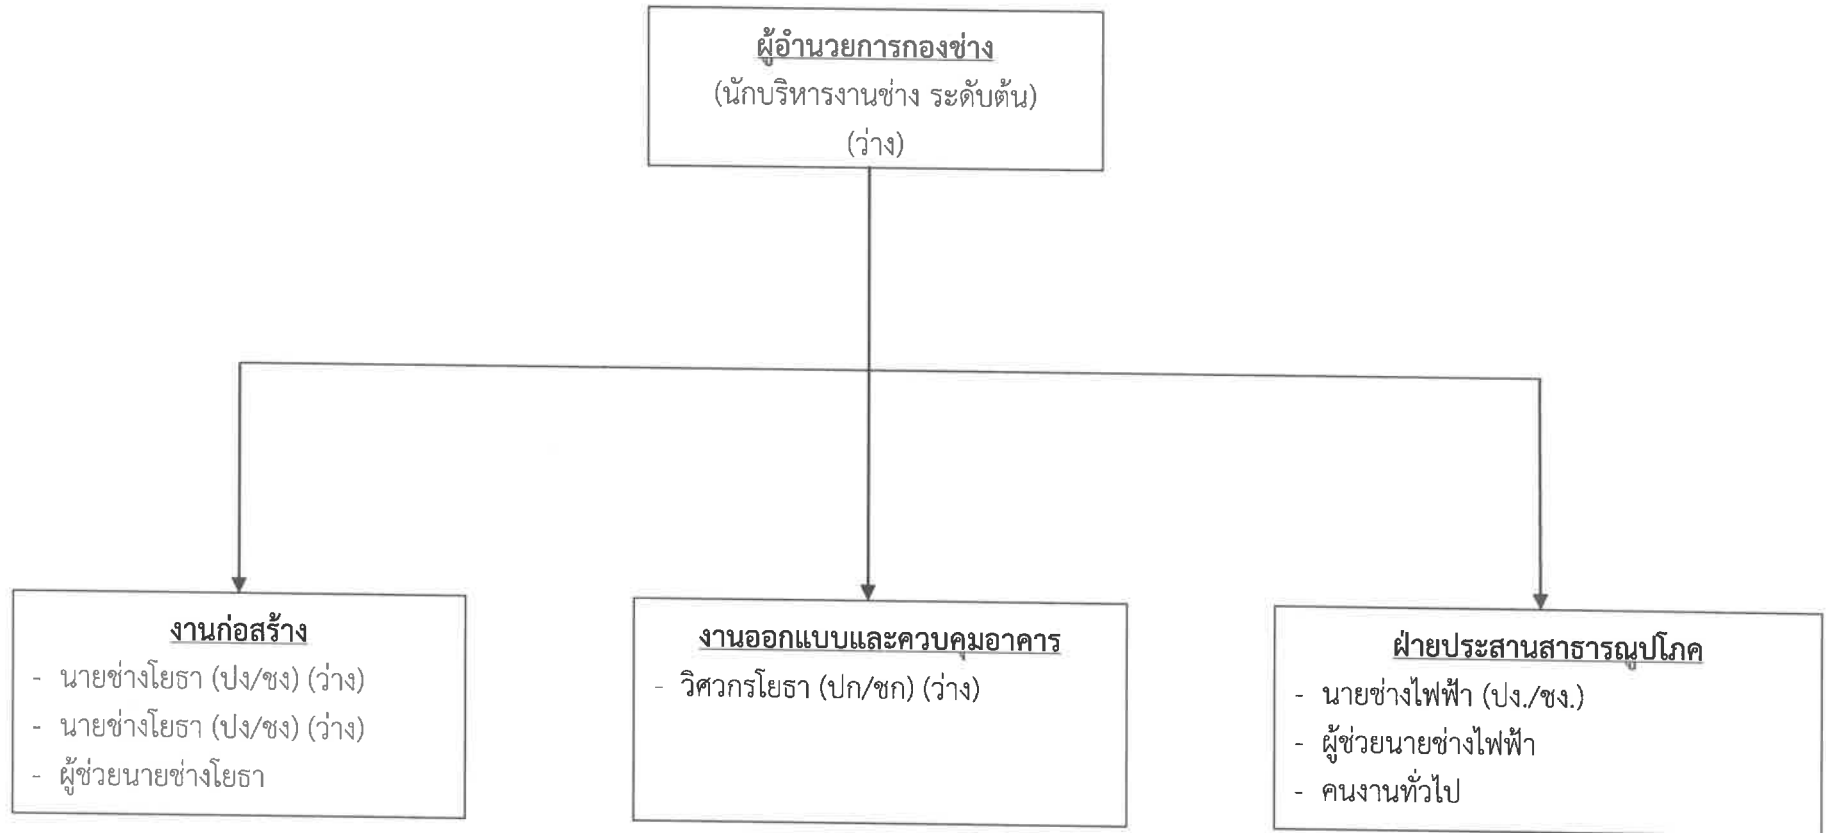 ผู้อำนวยการกองช่าง
(นักบริหารงานช่าง ระดับต้น)
(ว่าง)
งานก่อสร้าง
- นายช่างโยธา (ปง/ชง) (ว่าง)
- นายช่างโยธา (ปง/ชง) (ว่าง)
- ผู้ช่วยนายช่างโยธา
งานออกแบบและควบคุมอาคาร
- วิศวกรโยธา (ปก/ชก) (ว่าง)
ฝ่ายประสานสาธารณูปโภค
- นายช่างไฟฟ้า (ปง./ชง.)
- ผู้ช่วยนายช่างไฟฟ้า
- คนงานทั่วไป